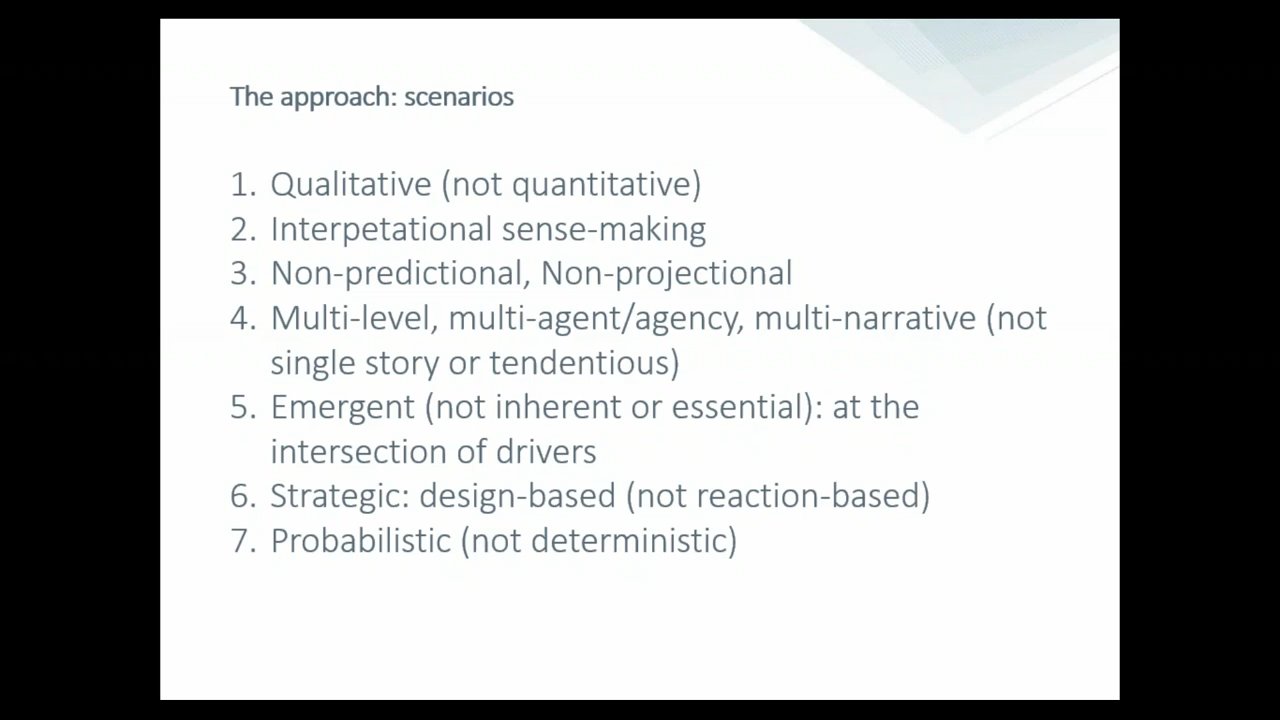 The approach: scenarios
1. Qualitative (not quantitative)
2. Interpetational sense-making
3. Non-predictional, Non-projectional
4. Multi-level, multi-agent/agency, multi-narrative (not
single story or tendentious)
5. Emergent (not inherent or essential): at the
intersection of drivers
6. Strategic: design-based (not reaction-based)
7. Probabilistic (not deterministic)